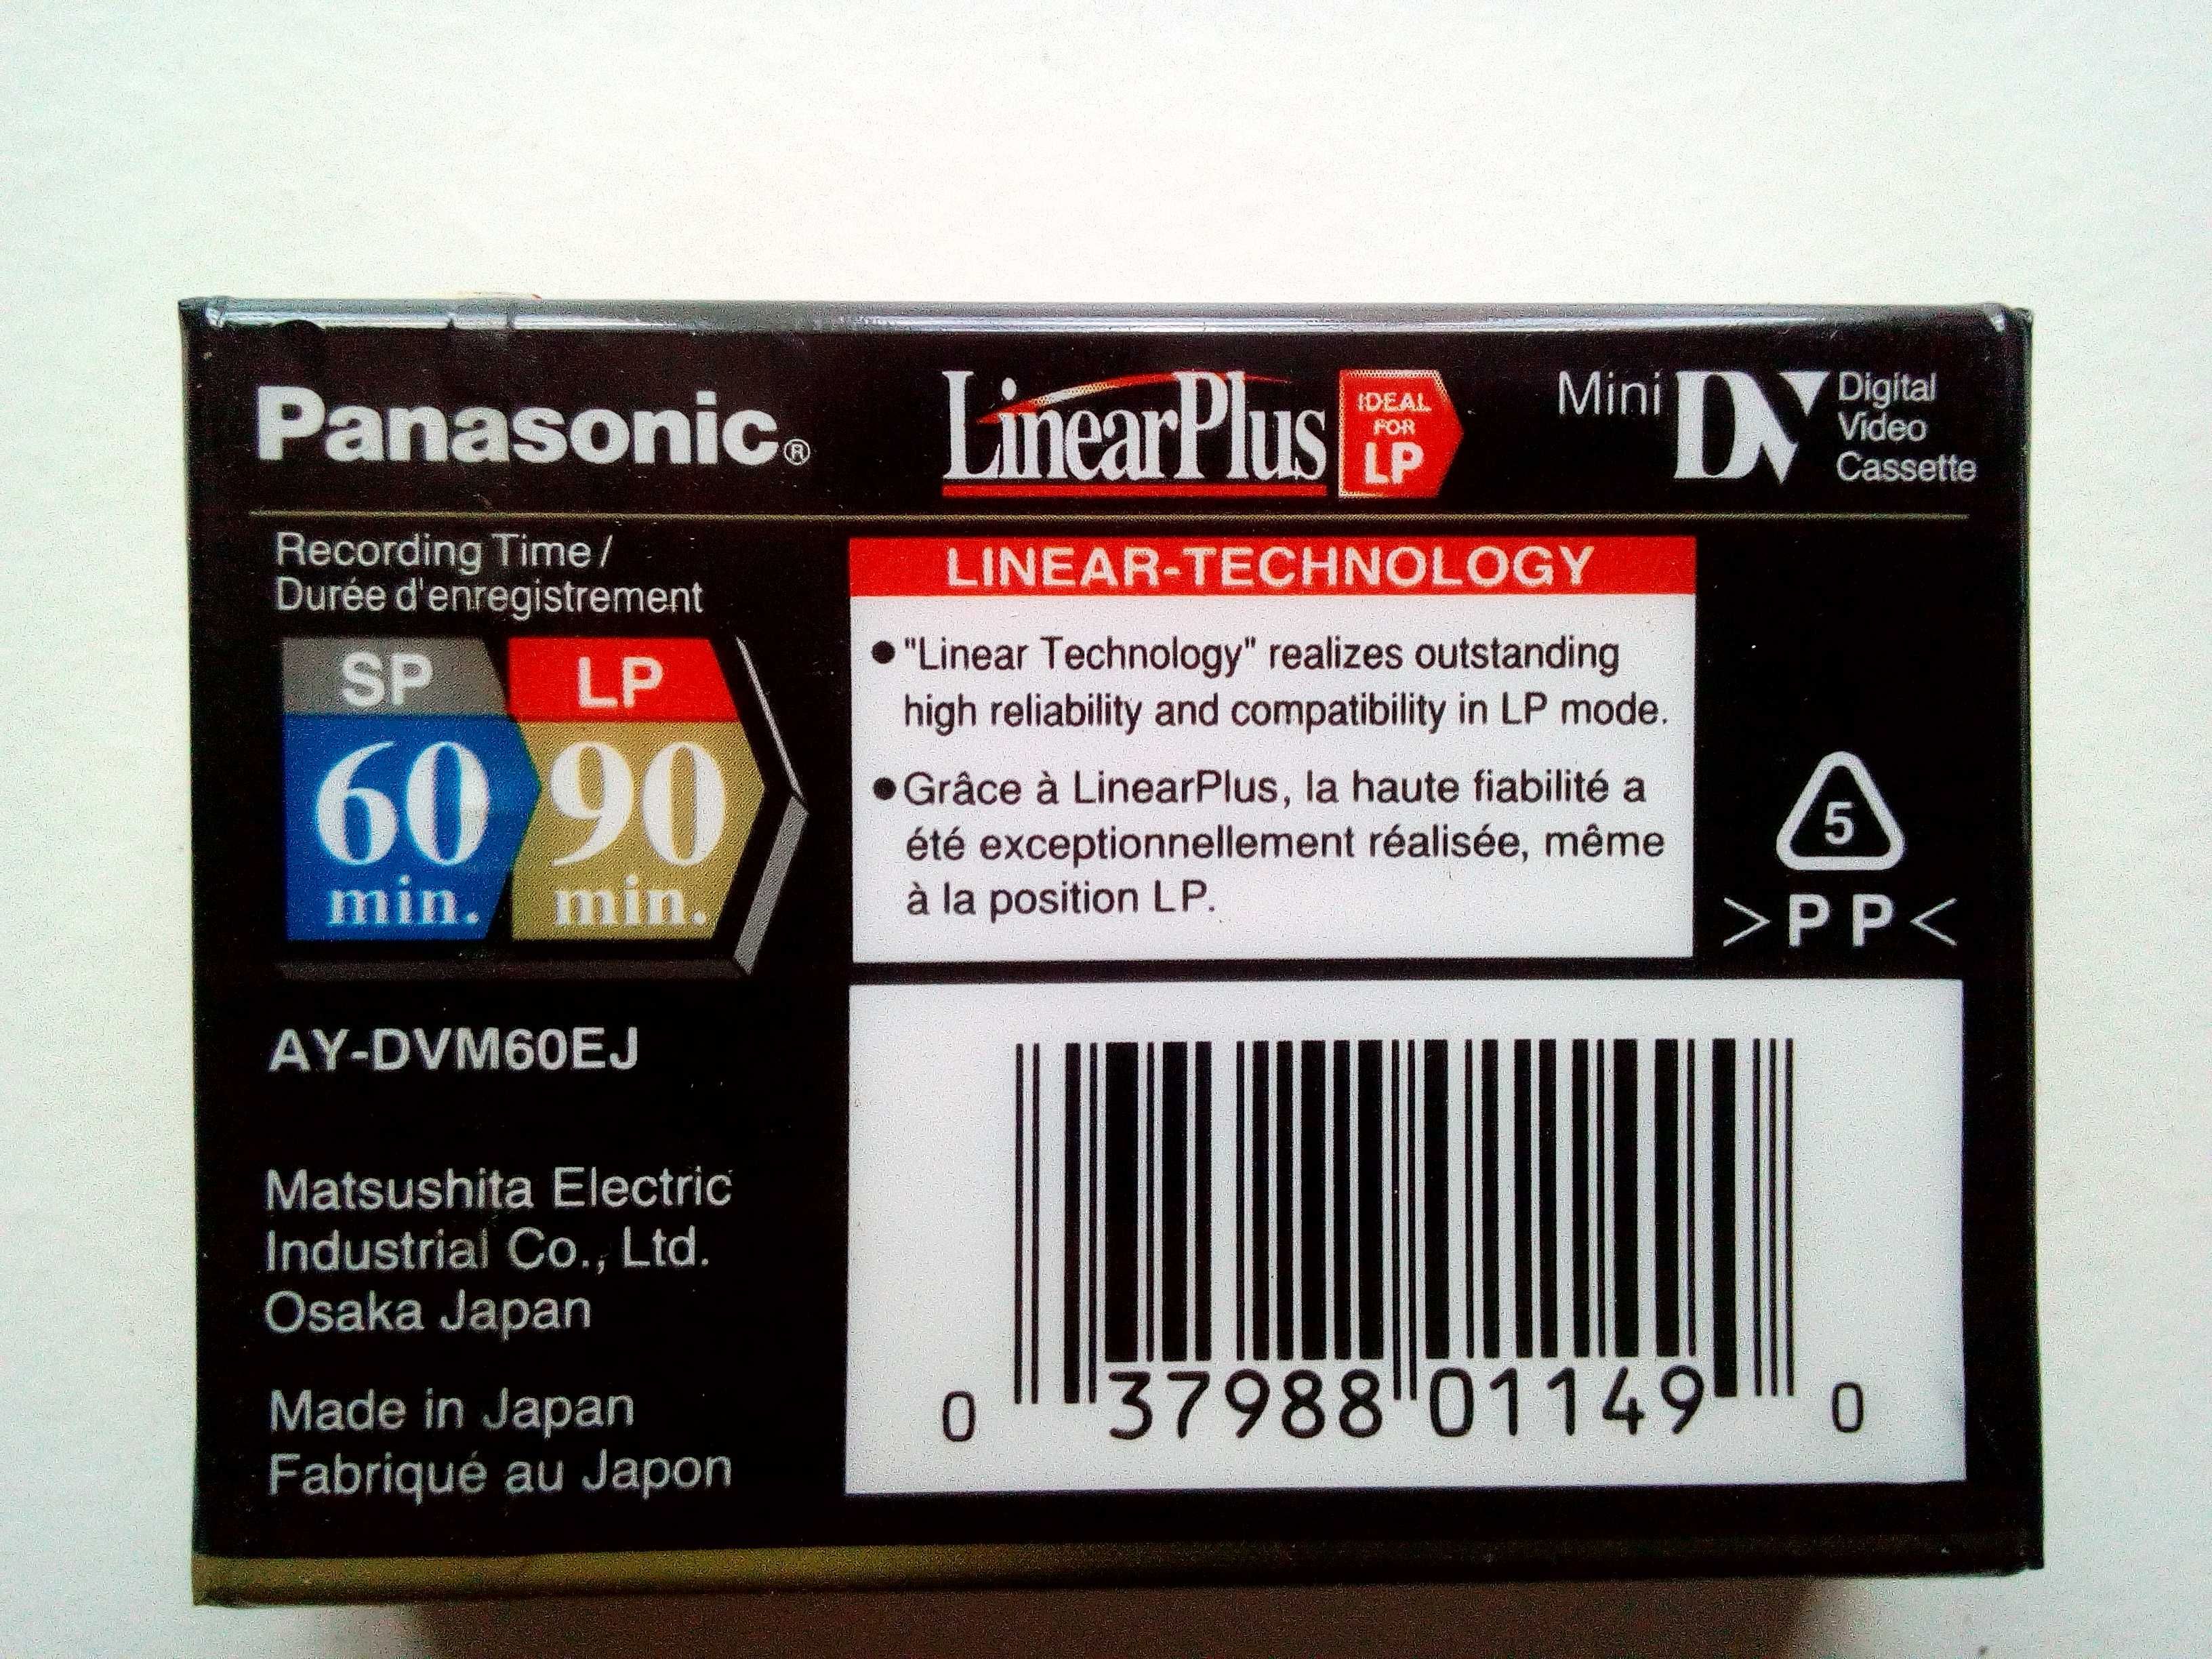 Panasonic®
LinearPlus
IDEAL
FOR
LP
Mini DV Digital
Video
Cassette
Recording Time /
Durée d'enregistrement
SP
60
min.
LP
90
min.
LINEAR-TECHNOLOGY
● "Linear Technology" realizes outstanding
high reliability and compatibility in LP mode.
● Grâce à LinearPlus, la haute fiabilité a
été exceptionnellement réalisée, même
à la position LP.
5
>PP<
AY-DVM60EJ
Matsushita Electric
Industrial Co., Ltd.
Osaka Japan
Made in Japan
Fabriqué au Japon
0 37988 01149 0